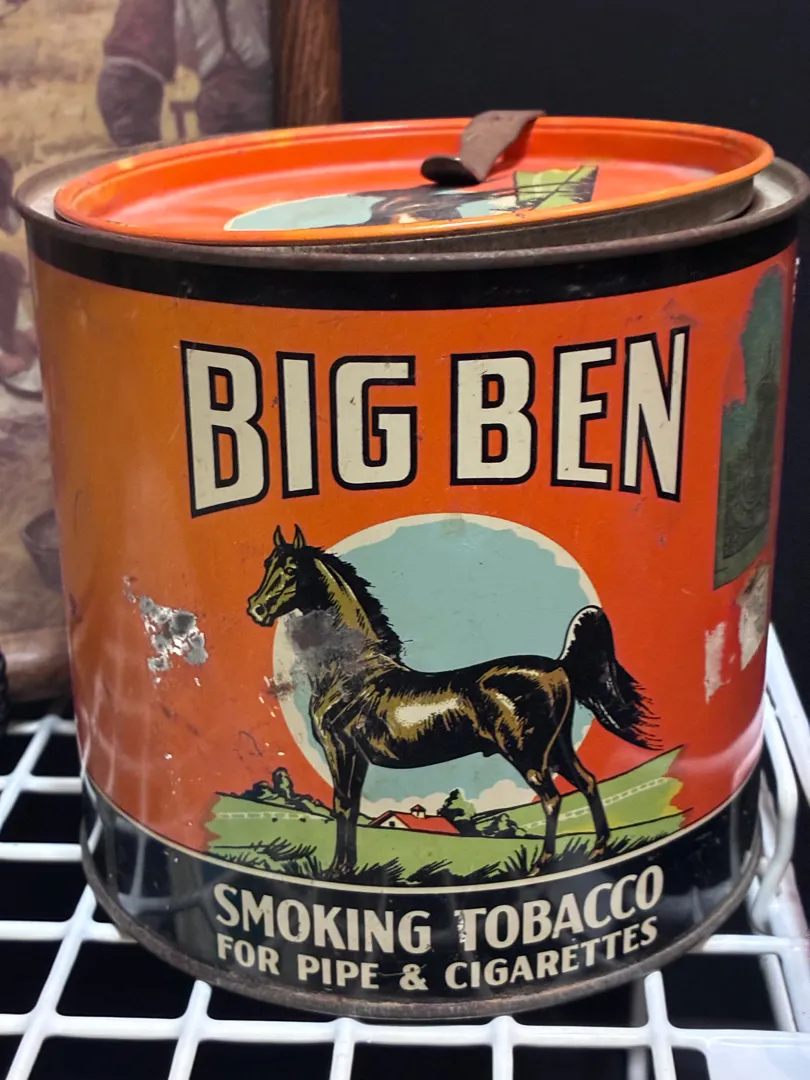 BIG BEN
SMOKING TOBACCO
FOR PIPE & CIGARETTES